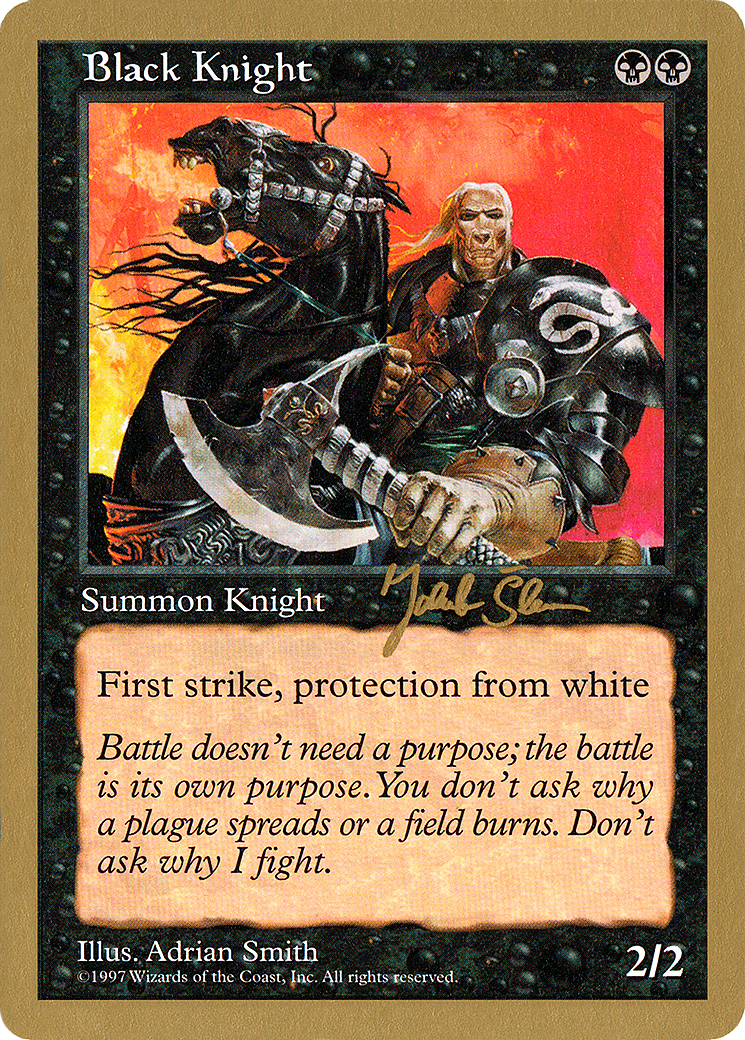 Black Knight
Summon Knight
First strike, protection from white
Battle doesn't need a purpose; the battle
is its own purpose. You don't ask why
a plague spreads or a field burns. Don't
ask why I fight.
Illus. Adrian Smith
2/2
©1997 Wizards of the Coast, Inc. All rights reserved.